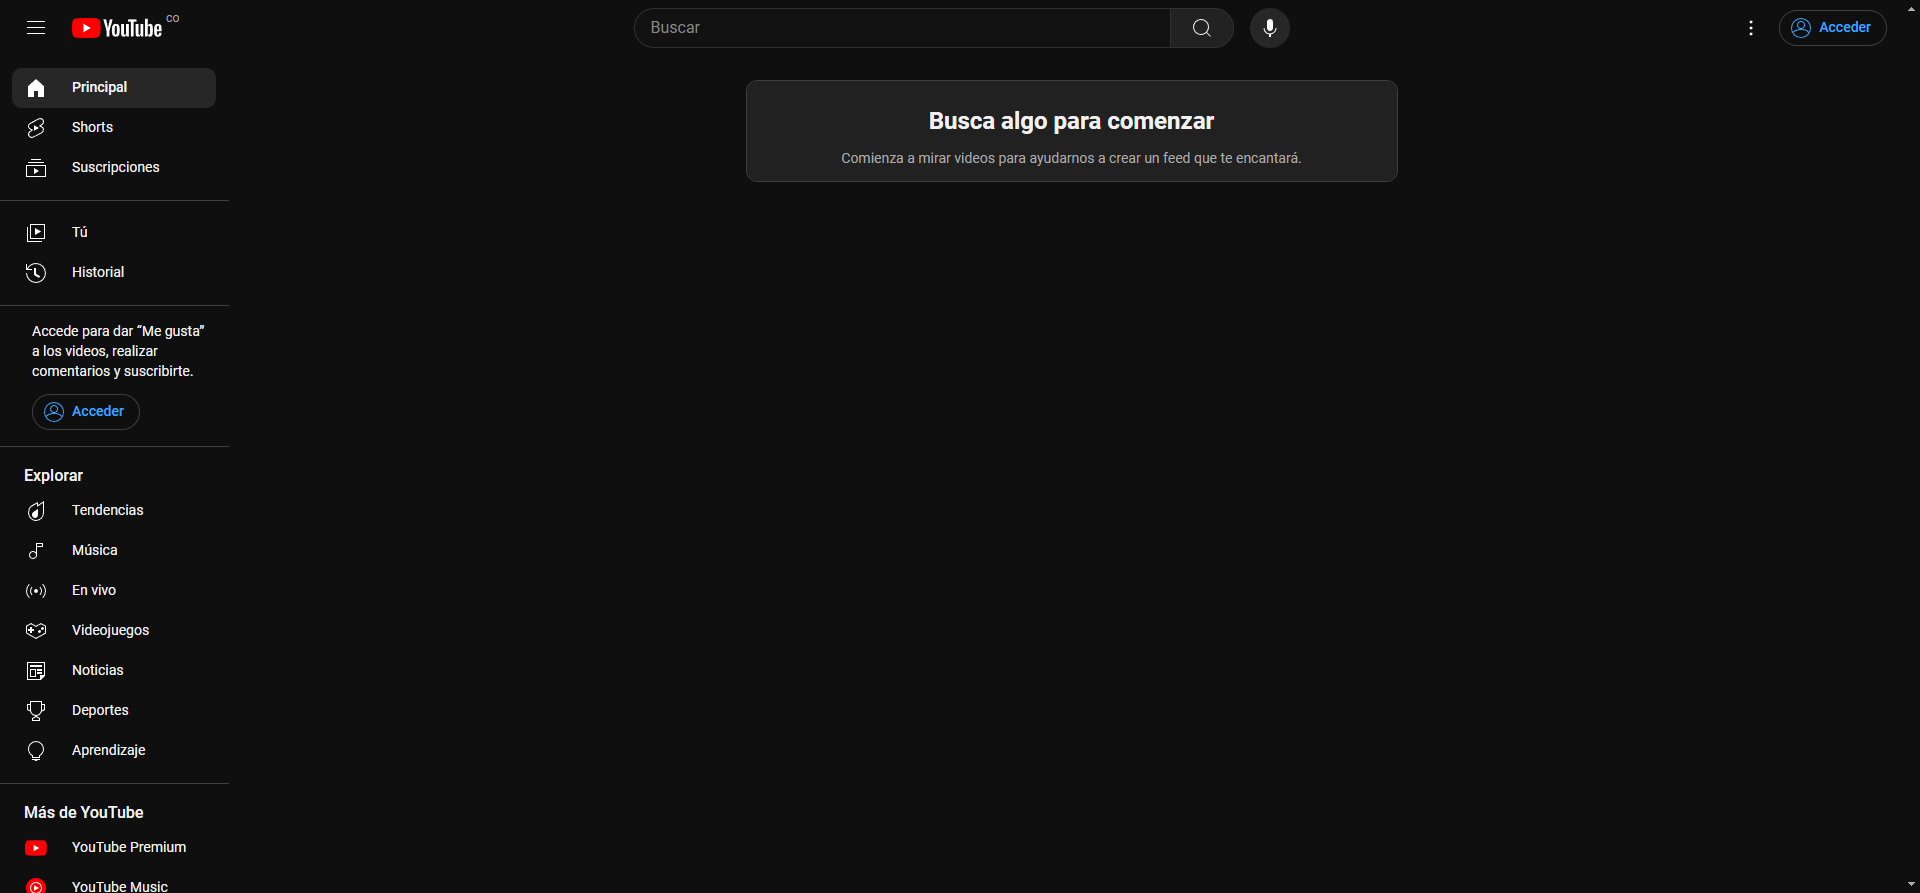 YouTube CO
Buscar
Acceder
Principal
Shorts
Suscripciones
Tú
Historial
Accede para dar “Me gusta”
a los videos, realizar
comentarios y suscribirte.
Acceder
Explorar
Tendencias
Música
En vivo
Videojuegos
Noticias
Deportes
Aprendizaje
Más de YouTube
YouTube Premium
YouTube Music
Busca algo para comenzar
Comienza a mirar videos para ayudarnos a crear un feed que te encantará.